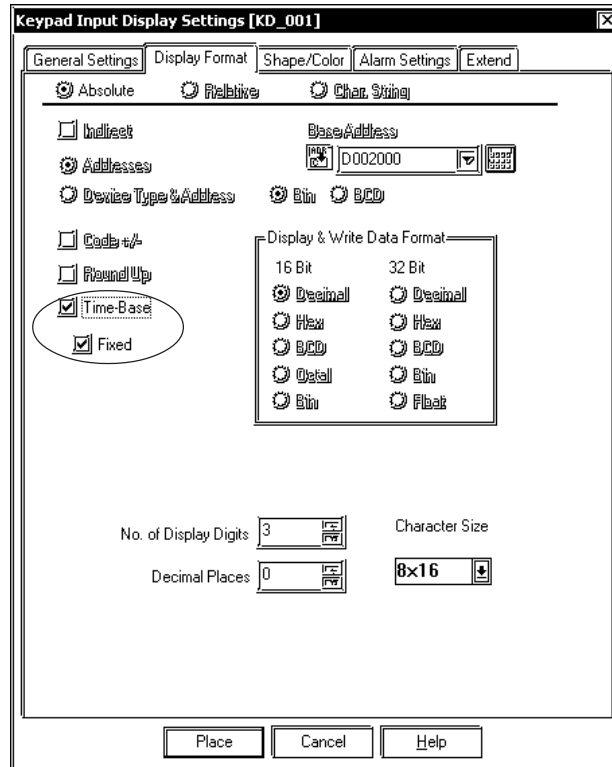 Keypad Input Display Settings [KD_001]
General Settings Display Format Shape/Color Alarm Settings Extend
Absolute Relative Char. String
Indirect Base Address
Addresses D002000
Device Type & Address Bin BCD
Code +/- Display & Write Data Format
Round Up 16 Bit 32 Bit
Time-Base Decimal Decimal
Hex Hex
Fixed BCD BCD
Octal Bin
Bin Float
No. of Display Digits 3 Character Size
Decimal Places 0 8x16
Place Cancel Help